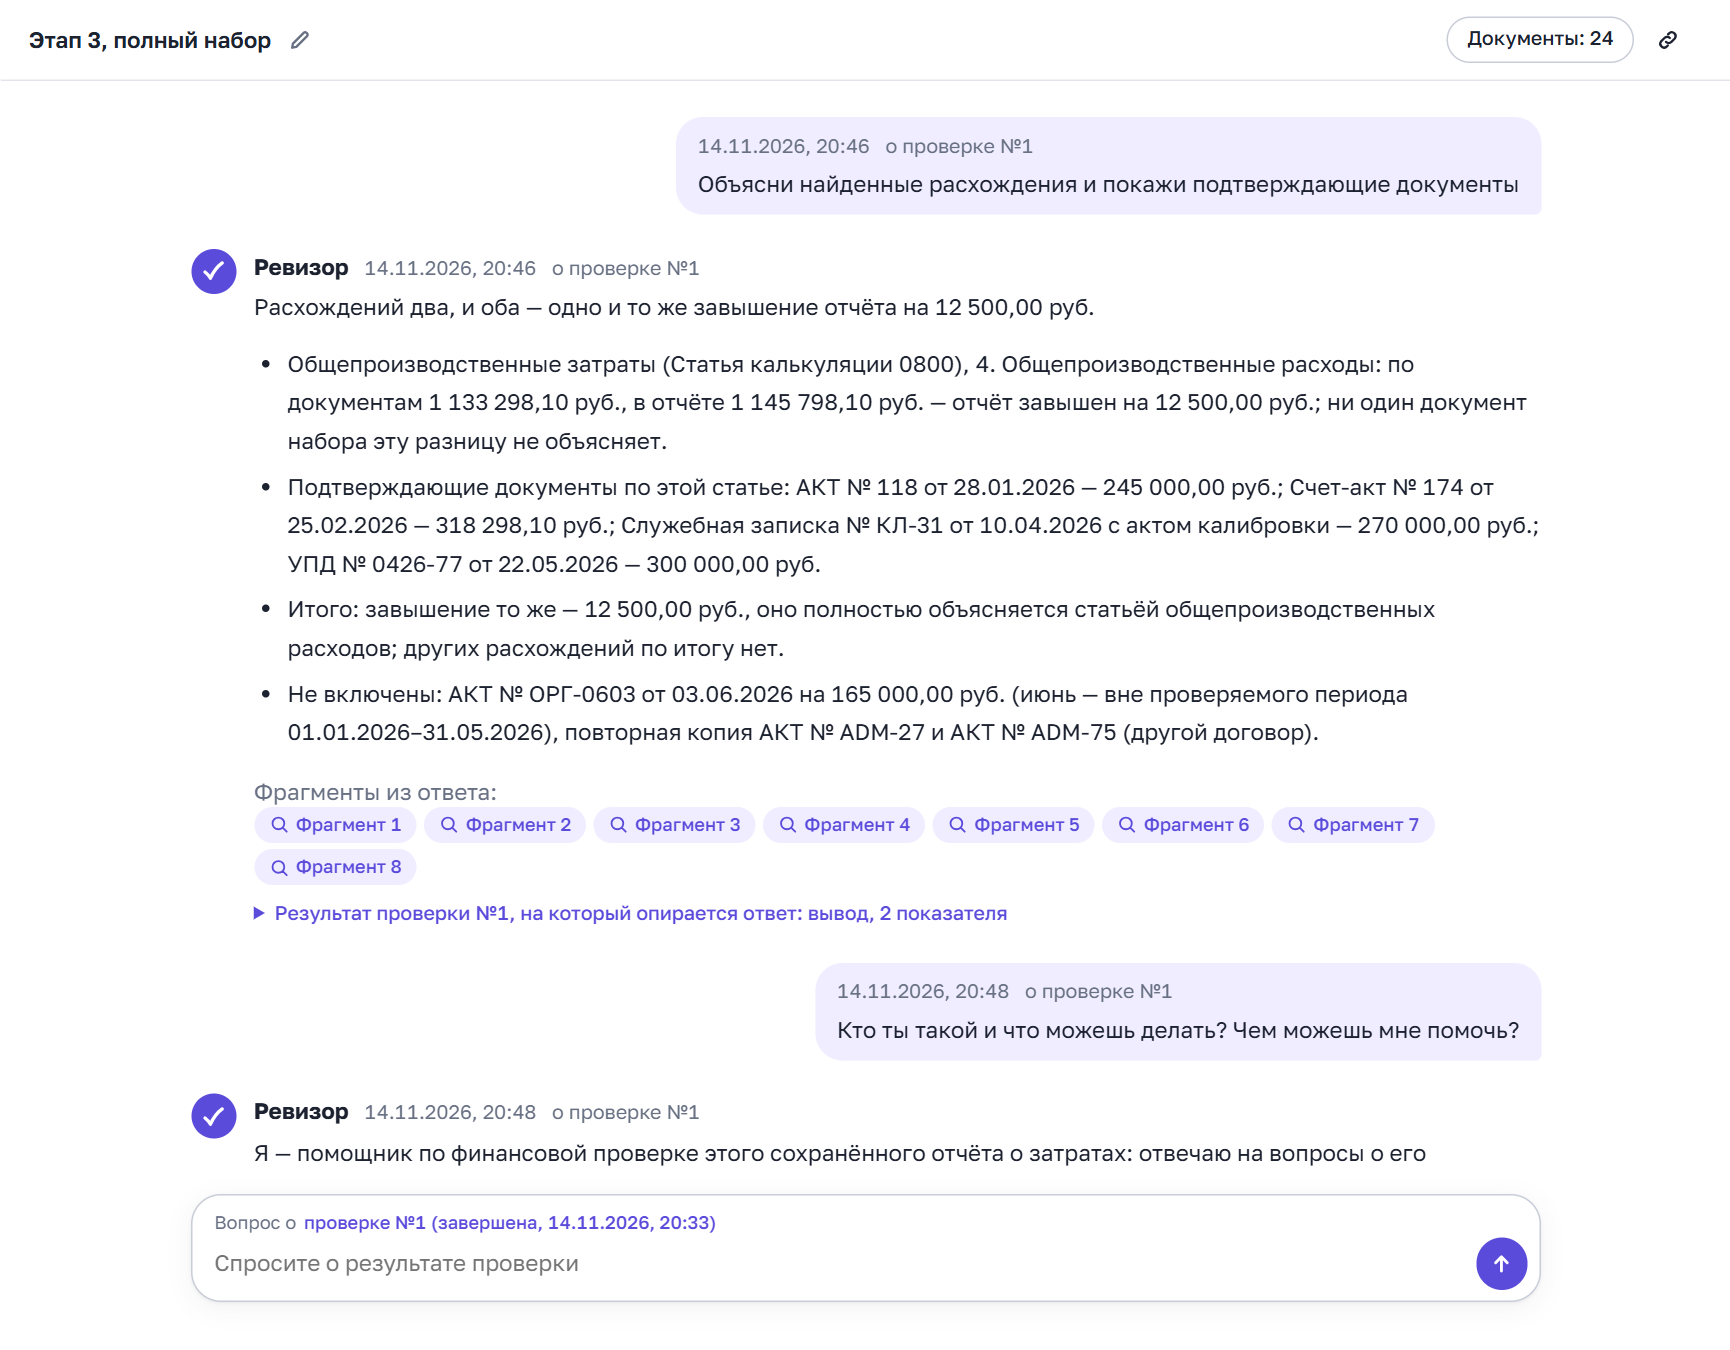 Этап 3, полный набор
Документы: 24
14.11.2026, 20:46 о проверке №1
Объясни найденные расхождения и покажи подтверждающие документы
Ревизор 14.11.2026, 20:46 о проверке №1
Расхождений два, и оба — одно и то же завышение отчёта на 12 500,00 руб.
• Общепроизводственные затраты (Статья калькуляции 0800), 4. Общепроизводственные расходы: по
документам 1 133 298,10 руб., в отчёте 1 145 798,10 руб. — отчёт завышен на 12 500,00 руб.; ни один документ
набора эту разницу не объясняет.
• Подтверждающие документы по этой статье: АКТ № 118 от 28.01.2026 — 245 000,00 руб.; Счет-акт № 174 от
25.02.2026 — 318 298,10 руб.; Служебная записка № КЛ-31 от 10.04.2026 с актом калибровки — 270 000,00 руб.;
УПД № 0426-77 от 22.05.2026 — 300 000,00 руб.
• Итого: завышение то же — 12 500,00 руб., оно полностью объясняется статьёй общепроизводственных
расходов; других расхождений по итогу нет.
• Не включены: АКТ № ОРГ-0603 от 03.06.2026 на 165 000,00 руб. (июнь — вне проверяемого периода
01.01.2026–31.05.2026), повторная копия АКТ № ADM-27 и АКТ № ADM-75 (другой договор).
Фрагменты из ответа:
Фрагмент 1 Фрагмент 2 Фрагмент 3 Фрагмент 4 Фрагмент 5 Фрагмент 6 Фрагмент 7
Фрагмент 8
Результат проверки №1, на который опирается ответ: вывод, 2 показателя
14.11.2026, 20:48 о проверке №1
Кто ты такой и что можешь делать? Чем можешь мне помочь?
Ревизор 14.11.2026, 20:48 о проверке №1
Я — помощник по финансовой проверке этого сохранённого отчёта о затратах: отвечаю на вопросы о его
Вопрос о проверке №1 (завершена, 14.11.2026, 20:33)
Спросите о результате проверки